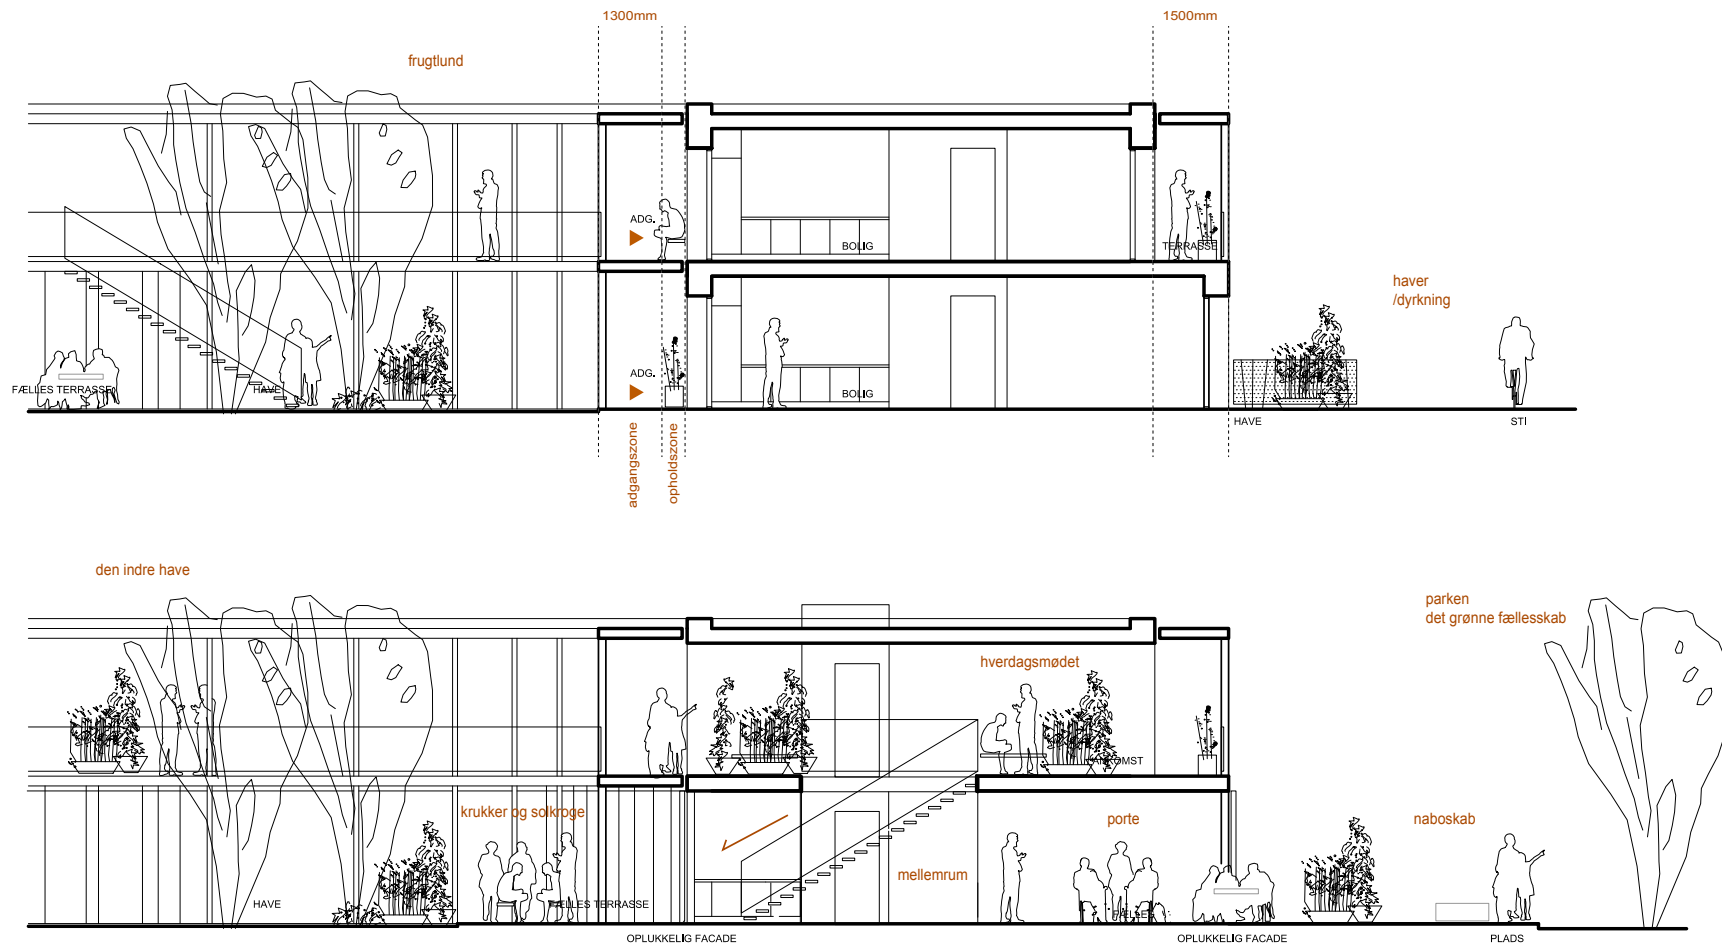 1300mm
1500mm
frugtlund
ADG.
BOLIG
TERRASSE
haver
/dyrkning
ADG.
FÆLLES TERRASSE
HAVE
BOLIG
HAVE
STI
adgangszone
opholdszone
den indre have
parken
det grønne fællesskab
hverdagsmødet
ANKOMST
krukker og solkroge
porte
naboskab
mellemrum
HAVE
FÆLLES TERRASSE
FÆLLES
OPLUKKELIG FACADE
OPLUKKELIG FACADE
PLADS